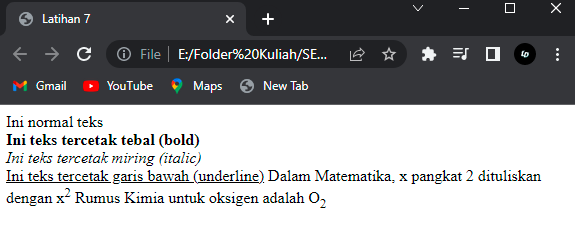 Latihan 7
File
E:/Folder%20Kuliah/SE...
Gmail YouTube Maps New Tab
Ini normal teks
Ini teks tercetak tebal (bold)
Ini teks tercetak miring (italic)
Ini teks tercetak garis bawah (underline) Dalam Matematika, x pangkat 2 dituliskan
dengan x² Rumus Kimia untuk oksigen adalah O₂